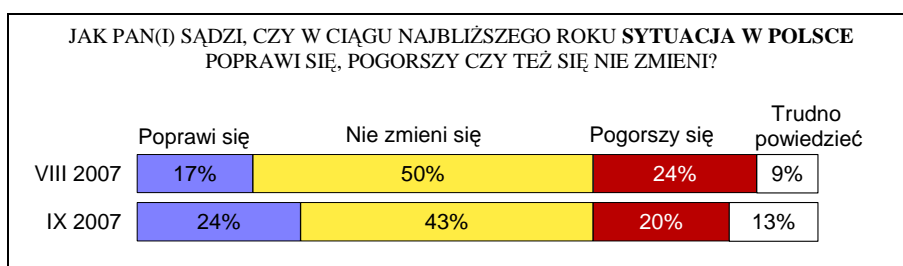 JAK PAN(I) SĄDZI, CZY W CIĄGU NAJBLIŻSZEGO ROKU SYTUACJA W POLSCE
POPRAWI SIĘ, POGORSZY CZY TEŻ SIĘ NIE ZMIENI?
Poprawi się Nie zmieni się Pogorszy się Trudno powiedzieć
VIII 2007 17% 50% 24% 9%
IX 2007 24% 43% 20% 13%